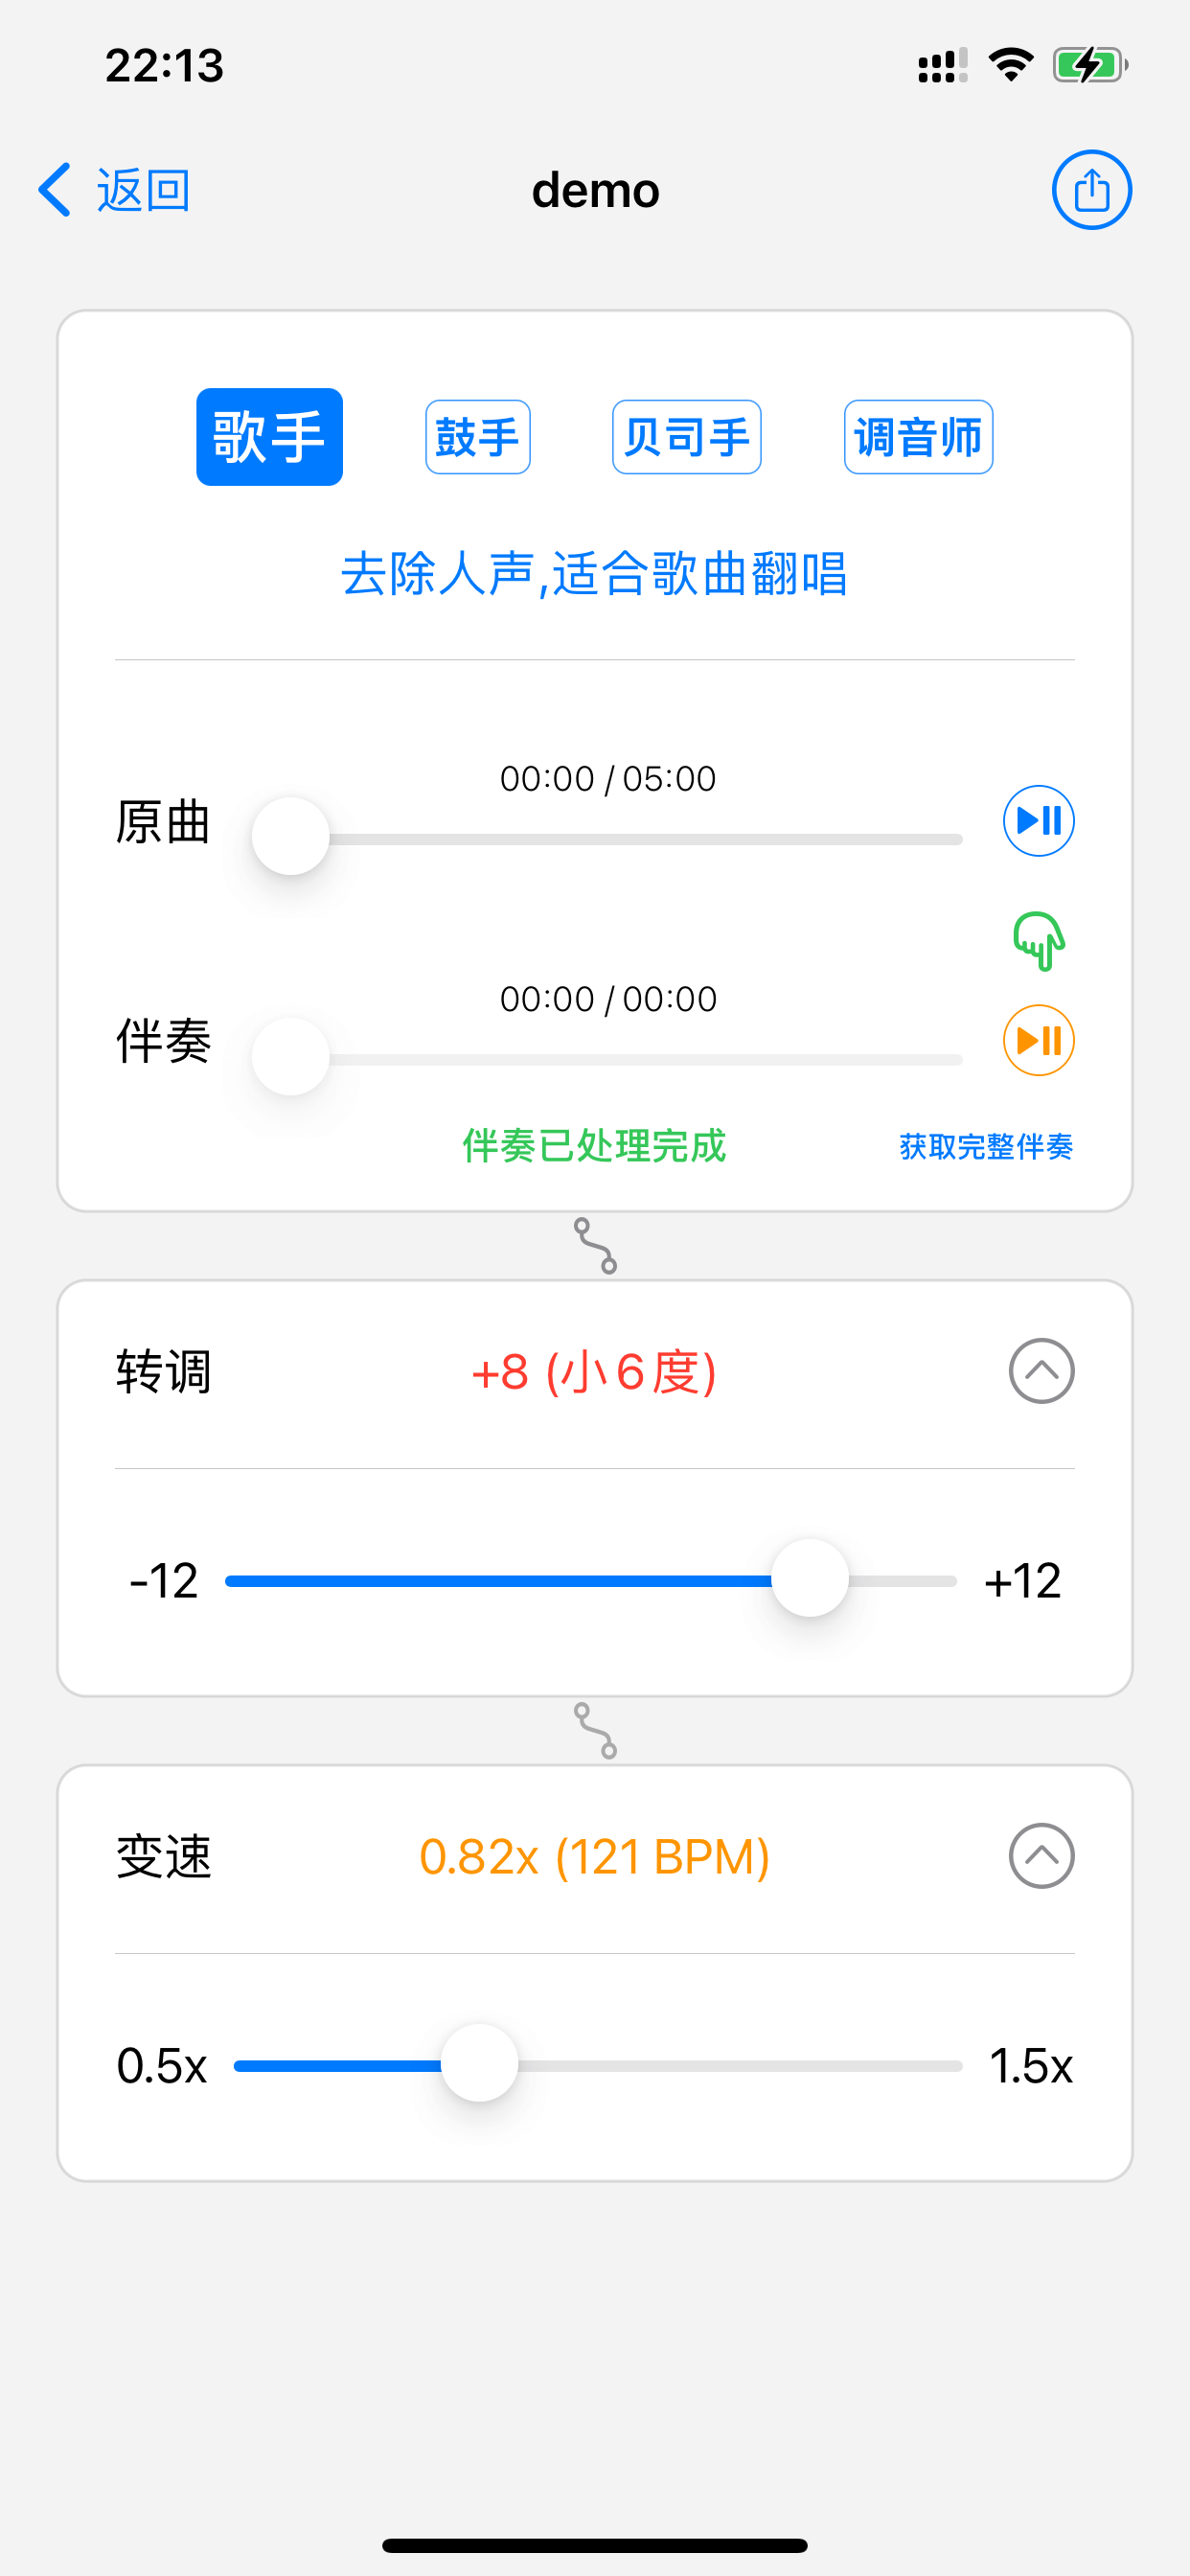 22:13
返回
demo
歌手
鼓手
贝司手
调音师
去除人声,适合歌曲翻唱
原曲
00:00 / 05:00
伴奏
00:00 / 00:00
伴奏已处理完成
获取完整伴奏
转调
+8 (小 6 度)
-12
+12
变速
0.82x (121 BPM)
0.5x
1.5x